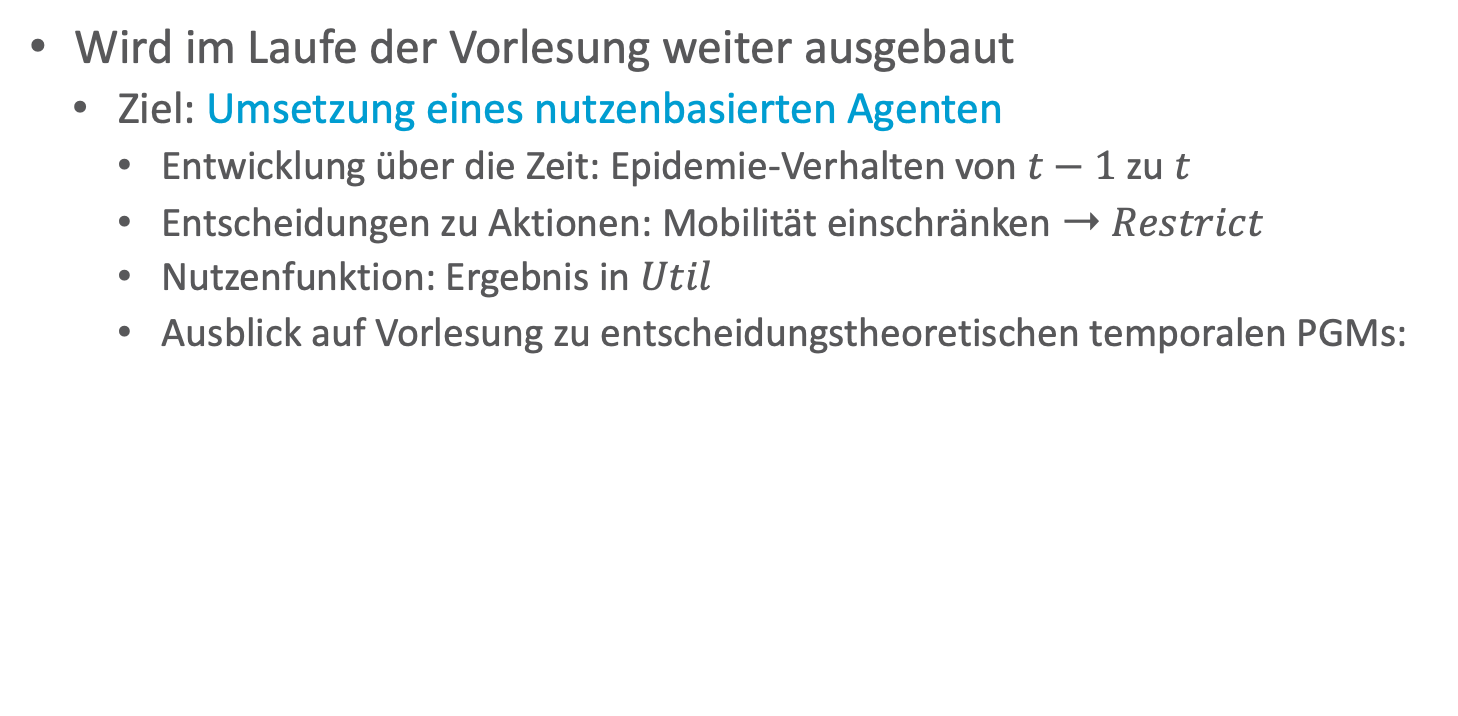 • Wird im Laufe der Vorlesung weiter ausgebaut
• Ziel: Umsetzung eines nutzenbasierten Agenten
• Entwicklung über die Zeit: Epidemie-Verhalten von t − 1 zu t
• Entscheidungen zu Aktionen: Mobilität einschränken → Restrict
• Nutzenfunktion: Ergebnis in Util
• Ausblick auf Vorlesung zu entscheidungstheoretischen temporalen PGMs: